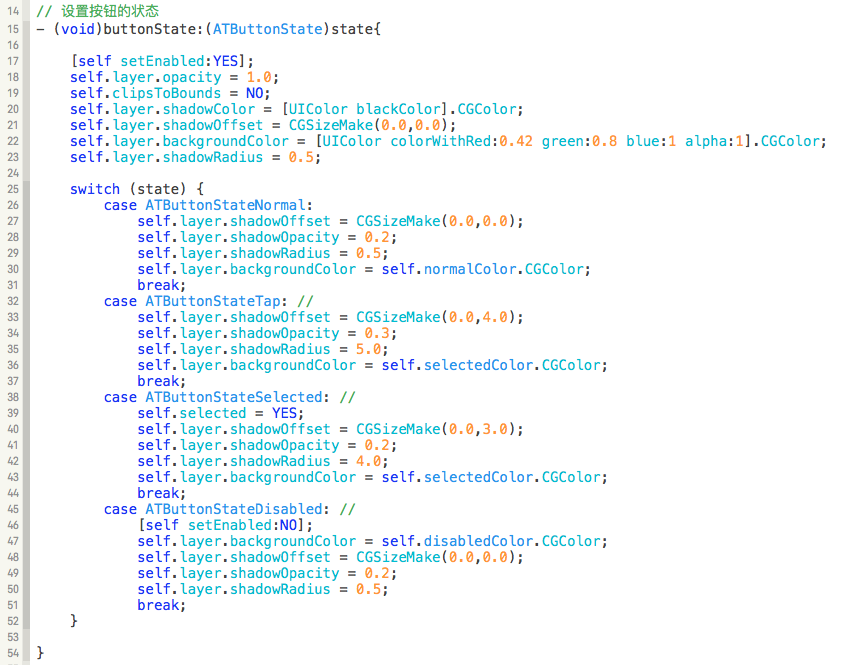 14 // 设置按钮的状态
15 - (void)buttonState:(ATButtonState)state{
16
17 [self setEnabled:YES];
18 self.layer.opacity = 1.0;
19 self.clipsToBounds = NO;
20 self.layer.shadowColor = [UIColor blackColor].CGColor;
21 self.layer.shadowOffset = CGSizeMake(0.0,0.0);
22 self.layer.backgroundColor = [UIColor colorWithRed:0.42 green:0.8 blue:1 alpha:1].CGColor;
23 self.layer.shadowRadius = 0.5;
24
25 switch (state) {
26 case ATButtonStateNormal:
27 self.layer.shadowOffset = CGSizeMake(0.0,0.0);
28 self.layer.shadowOpacity = 0.2;
29 self.layer.shadowRadius = 0.5;
30 self.layer.backgroundColor = self.normalColor.CGColor;
31 break;
32 case ATButtonStateTap: //
33 self.layer.shadowOffset = CGSizeMake(0.0,4.0);
34 self.layer.shadowOpacity = 0.3;
35 self.layer.shadowRadius = 5.0;
36 self.layer.backgroundColor = self.selectedColor.CGColor;
37 break;
38 case ATButtonStateSelected: //
39 self.selected = YES;
40 self.layer.shadowOffset = CGSizeMake(0.0,3.0);
41 self.layer.shadowOpacity = 0.2;
42 self.layer.shadowRadius = 4.0;
43 self.layer.backgroundColor = self.selectedColor.CGColor;
44 break;
45 case ATButtonStateDisabled: //
46 [self setEnabled:NO];
47 self.layer.backgroundColor = self.disabledColor.CGColor;
48 self.layer.shadowOffset = CGSizeMake(0.0,0.0);
49 self.layer.shadowOpacity = 0.2;
50 self.layer.shadowRadius = 0.5;
51 break;
52 }
53
54 }